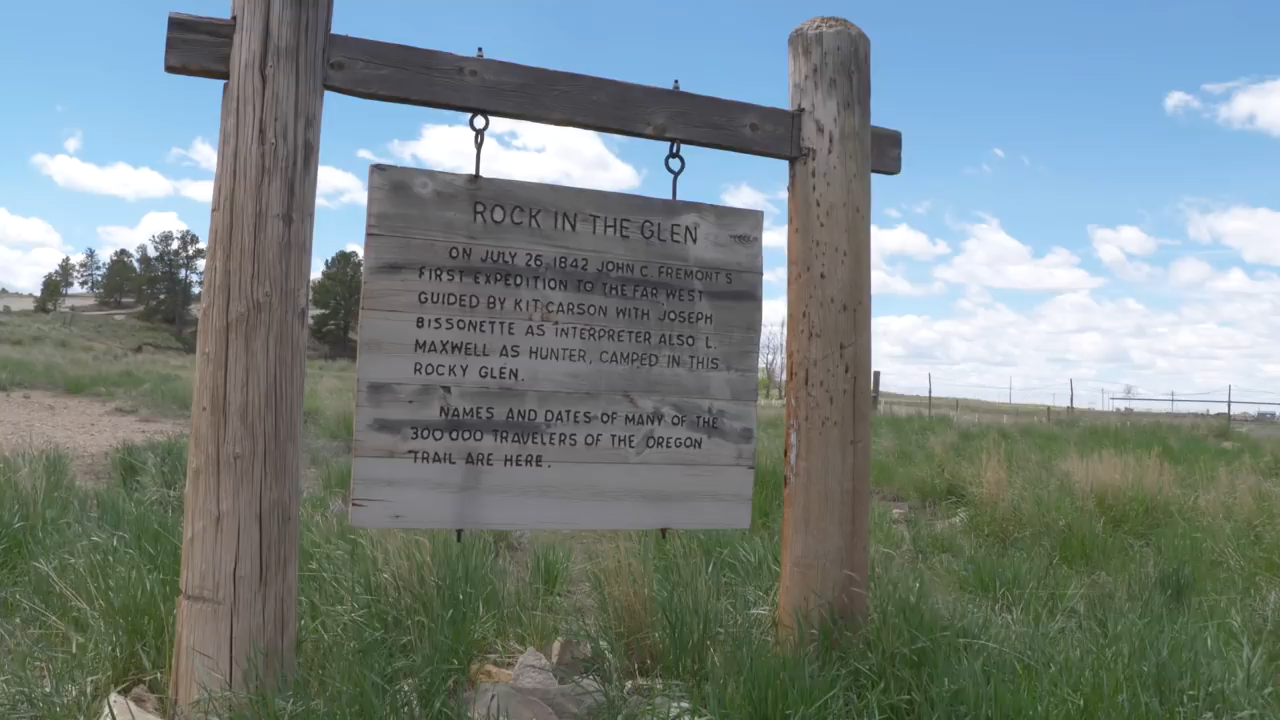 ROCK IN THE GLEN
ON JULY 26, 1842 JOHN C. FREMONT'S
FIRST EXPEDITION TO THE FAR WEST
GUIDED BY KIT CARSON WITH JOSEPH
BISSONETTE AS INTERPRETER ALSO L.
MAXWELL AS HUNTER, CAMPED IN THIS
ROCKY GLEN.
NAMES AND DATES OF MANY OF THE
300 000 TRAVELERS OF THE OREGON
TRAIL ARE HERE.